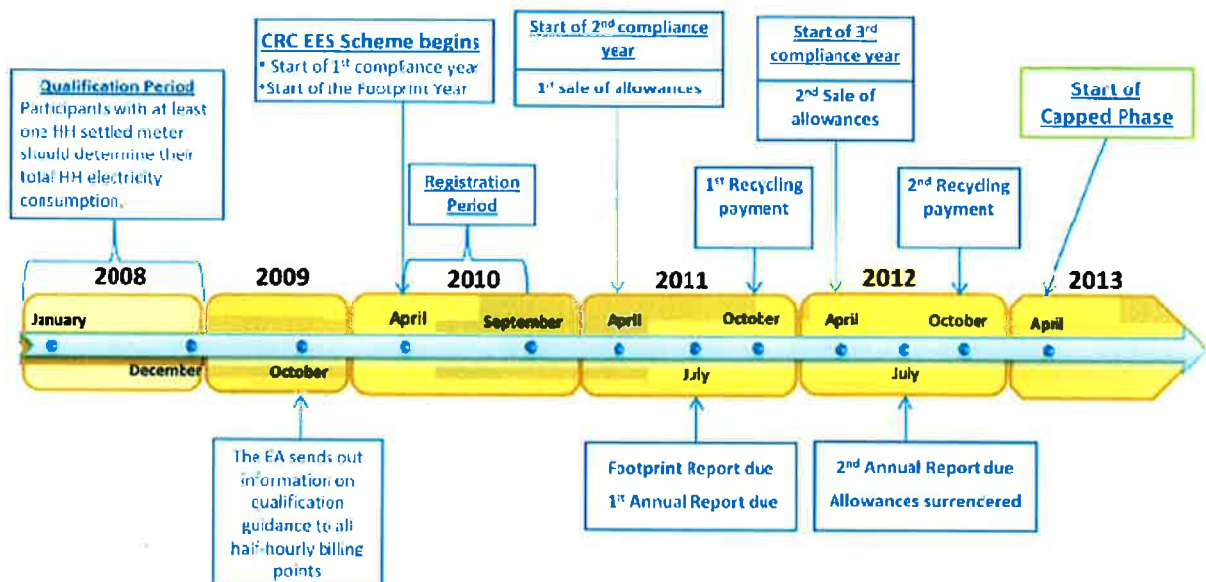 CRC EES Scheme begins
• Start of 1st compliance year
•Start of the Footprint Year
Start of 2nd compliance
year
1st sale of allowances
Start of 3rd
compliance year
2nd Sale of
allowances
Start of
Capped Phase
Qualification Period
Participants with at least
one HH settled meter
should determine their
total HH electricity
consumption.
Registration
Period
1st Recycling
payment
2nd Recycling
payment
2008
2009
2010
2011
2012
2013
January
April
September
April
October
April
October
April
December
October
July
July
The EA sends out
information on
qualification
guidance to all
half-hourly billing
points
Footprint Report due
1st Annual Report due
2nd Annual Report due
Allowances surrendered